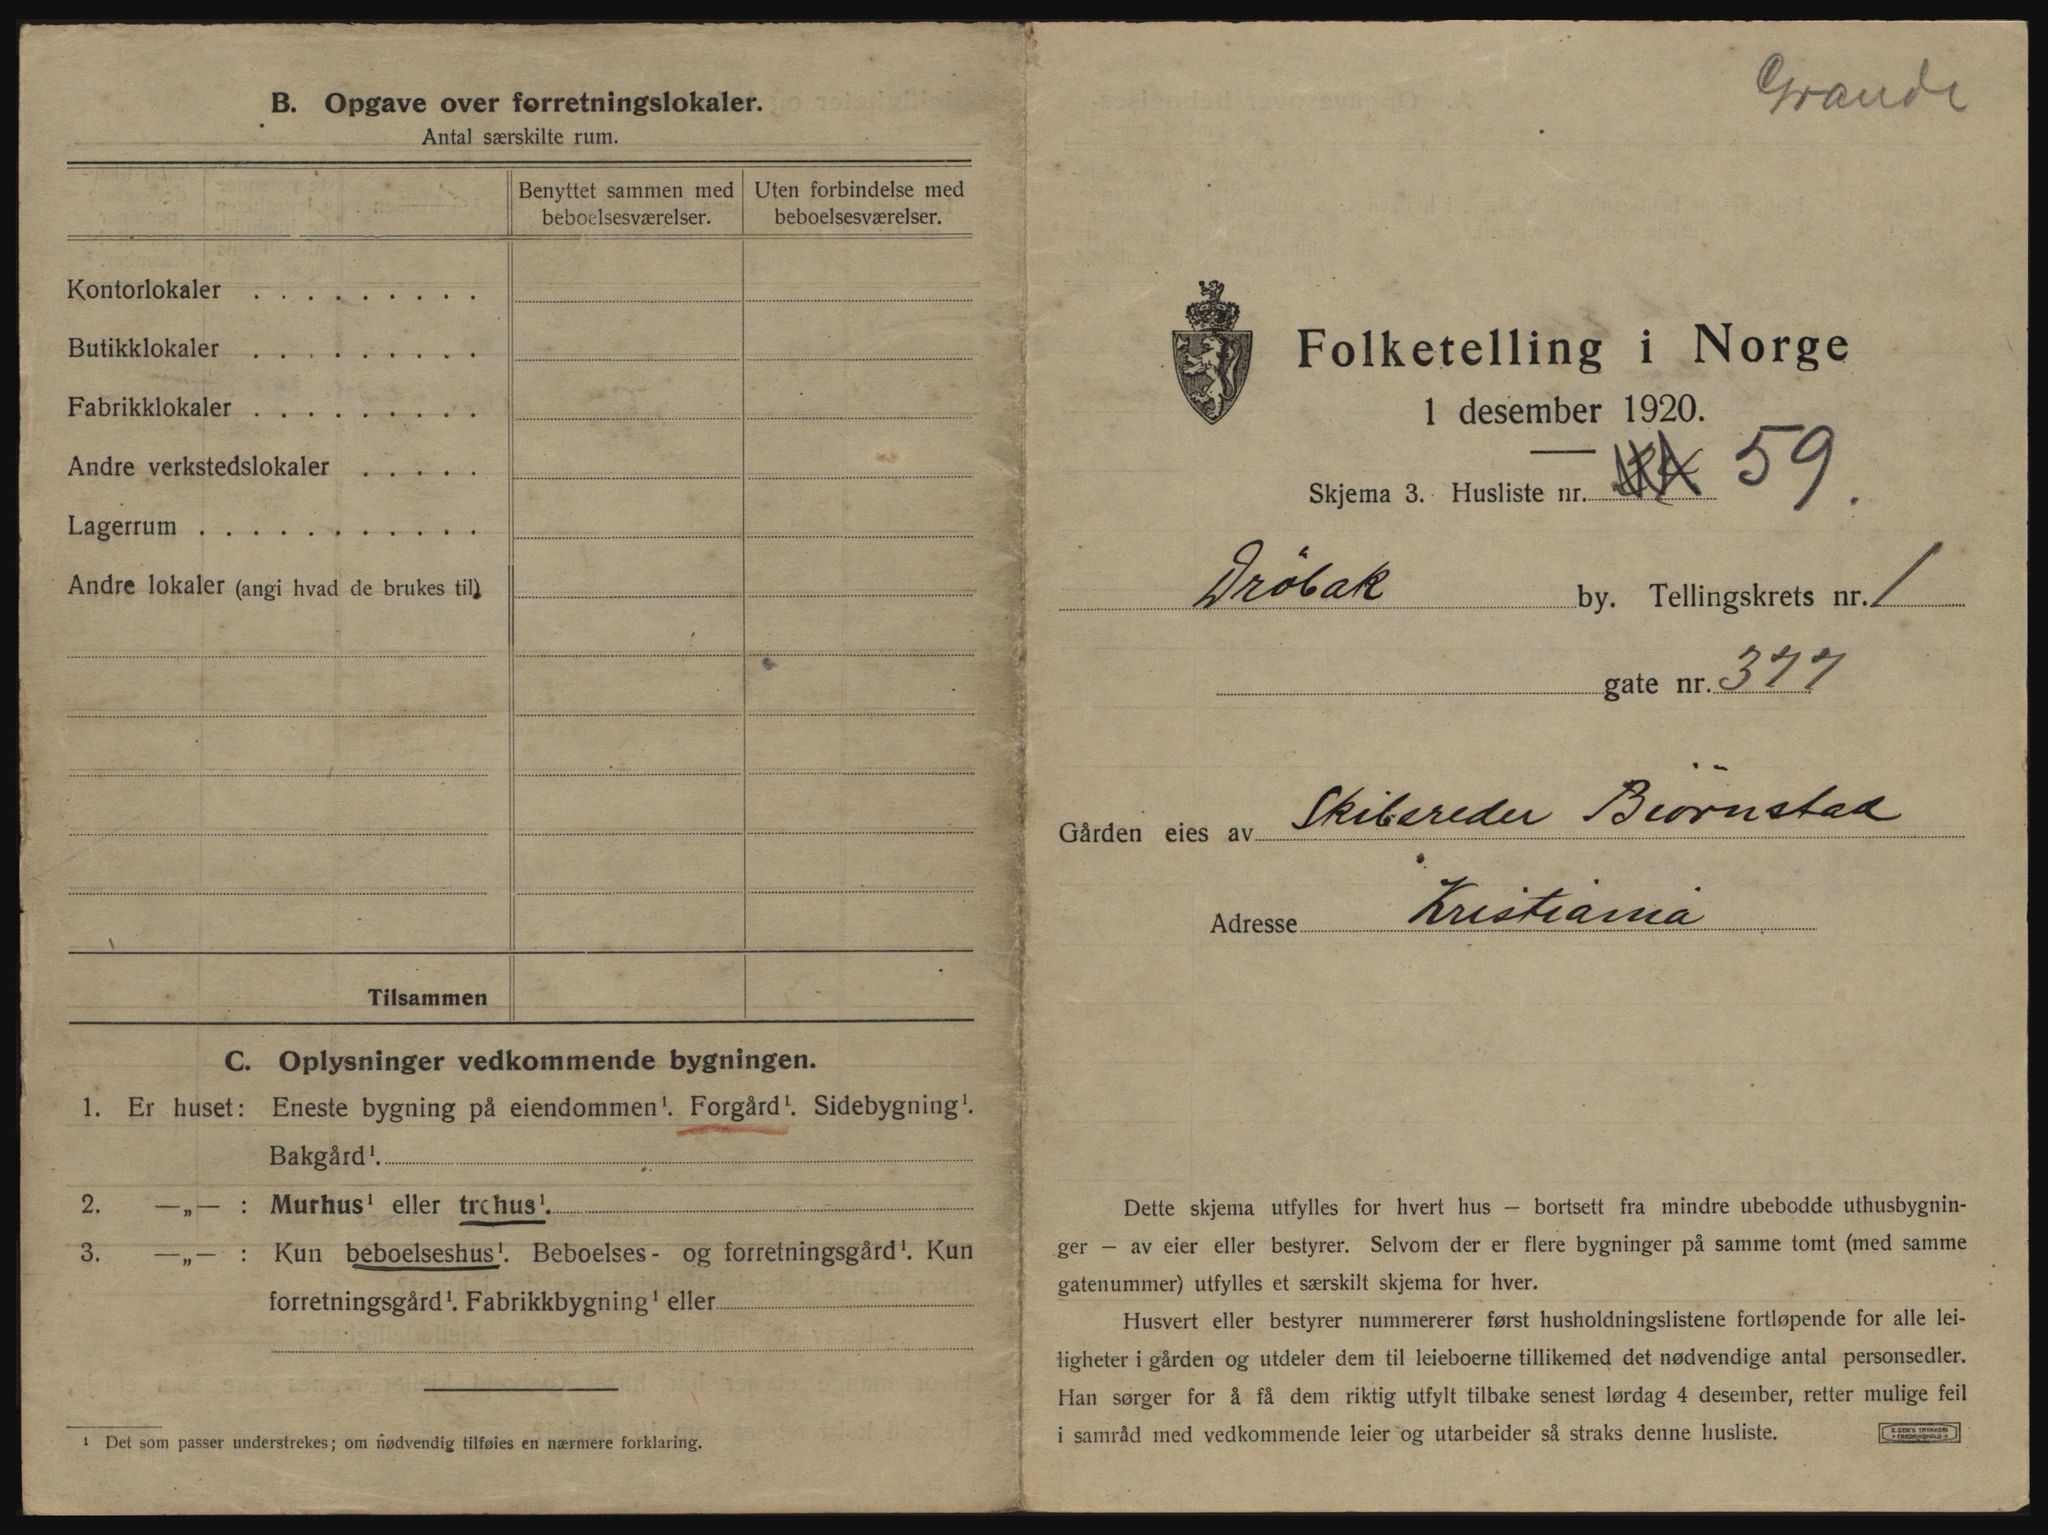 B. Opgave over forretningslokaler.
Antal særskilte rum.
Benyttet sammen med beboelsesværelser.
Uten forbindelse med beboelsesværelser.
Kontorlokaler . . . . . . . . .
Butikklokaler . . . . . . . . .
Fabrikklokaler . . . . . . . . .
Andre verkstedslokaler . . . . .
Lagerrum . . . . . . . . . . .
Andre lokaler (angi hvad de brukes til)
Tilsammen
C. Oplysninger vedkommende bygningen.
1. Er huset: Eneste bygning på eiendommen¹. Forgård¹. Sidebygning¹.
Bakgård¹.
2. —„— : Murhus¹ eller trehus¹.
3. —„— : Kun beboelseshus¹. Beboelses- og forretningsgård¹. Kun
forretningsgård¹. Fabrikkbygning¹ eller
¹ Det som passer understrekes; om nødvendig tilføies en nærmere forklaring.
Grande
Folketelling i Norge
1 desember 1920.
Skjema 3. Husliste nr. 59.
Dröbak by. Tellingskrets nr. 1
gate nr. 377
Gården eies av Skibsreder Biörnstad
Adresse Kristiania
Dette skjema utfylles for hvert hus – bortsett fra mindre ubebodde uthusbygnin-
ger – av eier eller bestyrer. Selvom der er flere bygninger på samme tomt (med samme
gatenummer) utfylles et særskilt skjema for hver.
Husvert eller bestyrer nummererer først husholdningslistene fortløpende for alle lei-
ligheter i gården og utdeler dem til leieboerne tillikemed det nødvendige antal personsedler.
Han sørger for å få dem riktig utfylt tilbake senest lørdag 4 desember, retter mulige feil
i samråd med vedkommende leier og utarbeider så straks denne husliste.
E. SEM'S TRYKKERI
FREDRIKSHALD